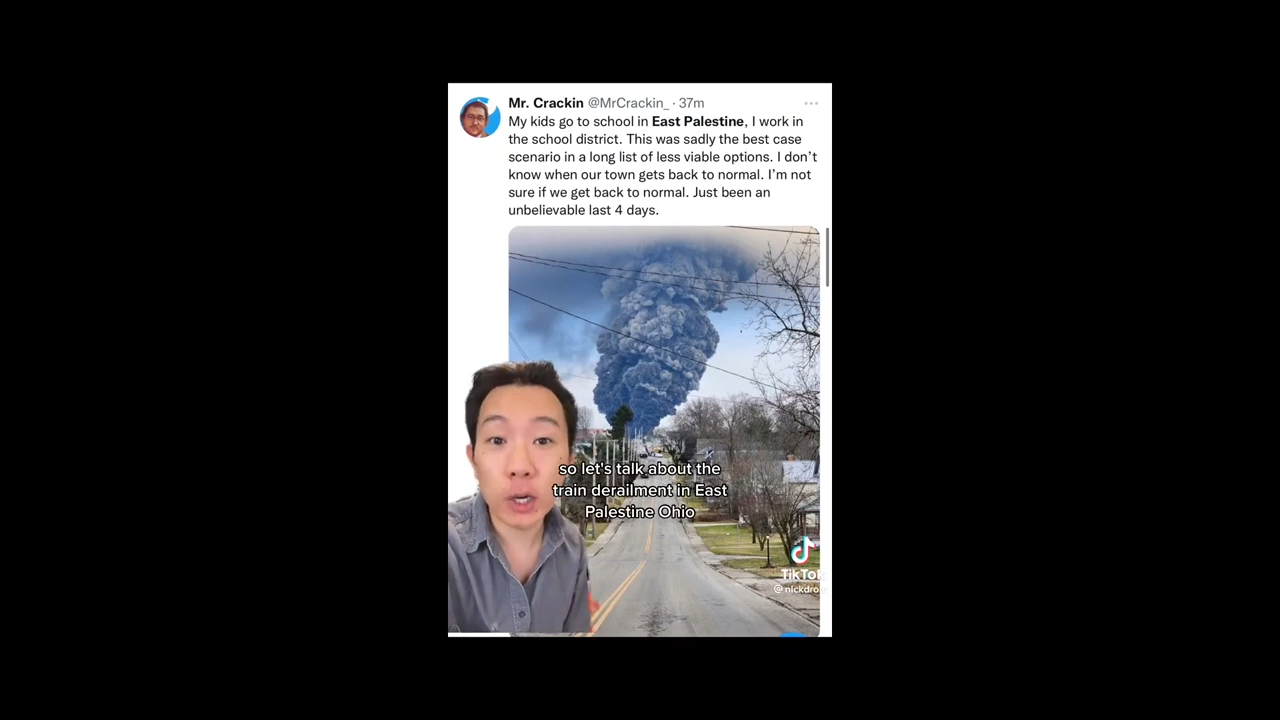 Mr. Crackin @MrCrackin_ · 37m
My kids go to school in East Palestine, I work in
the school district. This was sadly the best case
scenario in a long list of less viable options. I don’t
know when our town gets back to normal. I’m not
sure if we get back to normal. Just been an
unbelievable last 4 days.
so let's talk about the
train derailment in East
Palestine Ohio
TikTok